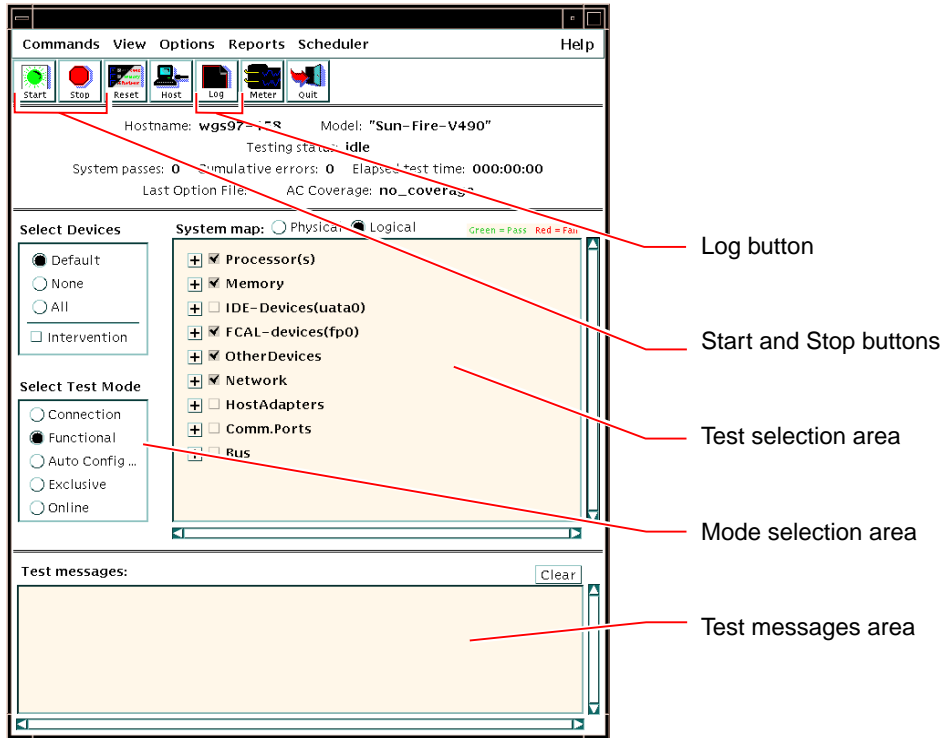 Commands View Options Reports Scheduler Help
Start Stop Reset Host Log Meter Quit
Hostname: wgs97- 58 Model: "Sun-Fire-V490"
Testing status: idle
System passes: 0 Cumulative errors: 0 Elapsed test time: 000:00:00
Last Option File: AC Coverage: no_coverage
Select Devices
Default
None
All
Intervention
Select Test Mode
Connection
Functional
Auto Config ...
Exclusive
Online
System map: Physical Logical Green = Pass Red = Fail
Processor(s)
Memory
IDE-Devices(uata0)
FCAL-devices(fp0)
OtherDevices
Network
HostAdapters
Comm.Ports
Bus
Test messages: Clear
Log button
Start and Stop buttons
Test selection area
Mode selection area
Test messages area